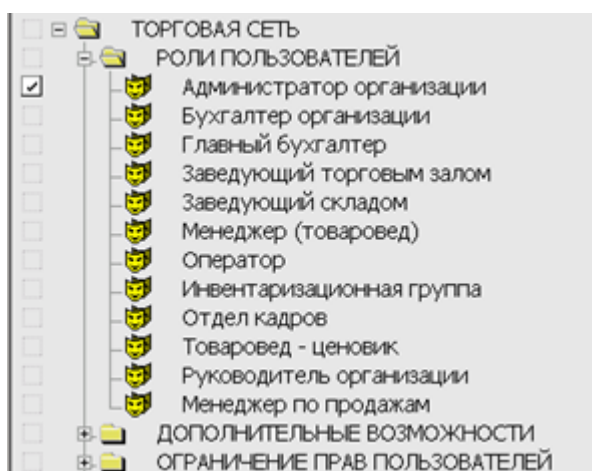 ТОРГОВАЯ СЕТЬ
РОЛИ ПОЛЬЗОВАТЕЛЕЙ
Администратор организации
Бухгалтер организации
Главный бухгалтер
Заведующий торговым залом
Заведующий складом
Менеджер (товаровед)
Оператор
Инвентаризационная группа
Отдел кадров
Товаровед - ценовик
Руководитель организации
Менеджер по продажам
ДОПОЛНИТЕЛЬНЫЕ ВОЗМОЖНОСТИ
ОГРАНИЧЕНИЕ ПРАВ ПОЛЬЗОВАТЕЛЕЙ